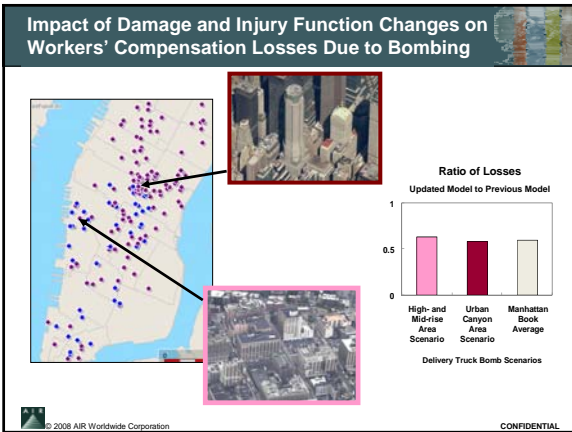 Impact of Damage and Injury Function Changes on
Workers' Compensation Losses Due to Bombing
Ratio of Losses
Updated Model to Previous Model
1
0.5
0
High- and
Mid-rise
Area
Scenario
Urban
Canyon
Area
Scenario
Manhattan
Book
Average
Delivery Truck Bomb Scenarios
AIR
© 2008 AIR Worldwide Corporation
CONFIDENTIAL